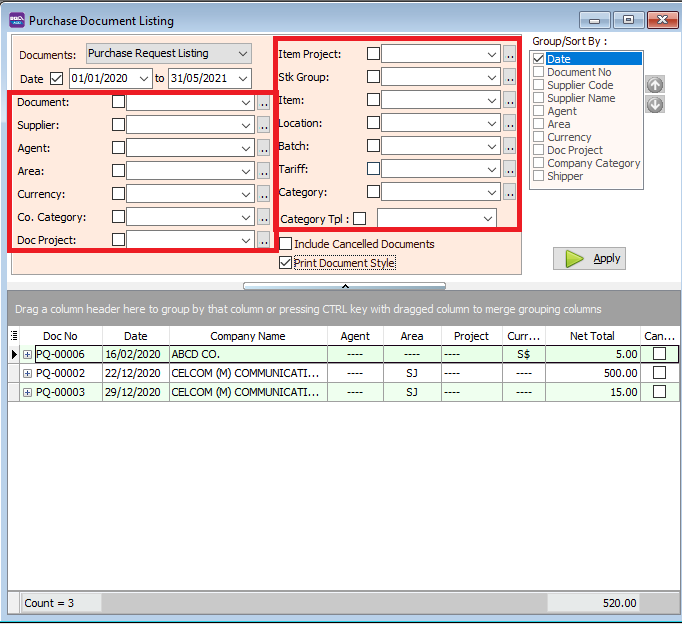 Purchase Document Listing
Documents: Purchase Request Listing
Date 01/01/2020 to 31/05/2021
Document:
Supplier:
Agent:
Area:
Currency:
Co. Category:
Doc Project:
Item Project:
Stk Group:
Item:
Location:
Batch:
Tariff:
Category:
Category Tpl :
Include Cancelled Documents
Print Document Style
Group/Sort By :
Date
Document No
Supplier Code
Supplier Name
Agent
Area
Currency
Doc Project
Company Category
Shipper
Apply
Drag a column header here to group by that column or pressing CTRL key with dragged column to merge grouping columns
Doc No Date Company Name Agent Area Project Curr... Net Total Can...
PQ-00006 16/02/2020 ABCD CO. ---- ---- ---- S$ 5.00
PQ-00002 22/12/2020 CELCOM (M) COMMUNICATI... ---- SJ ---- ---- 500.00
PQ-00003 29/12/2020 CELCOM (M) COMMUNICATI... ---- SJ ---- ---- 15.00
Count = 3 520.00